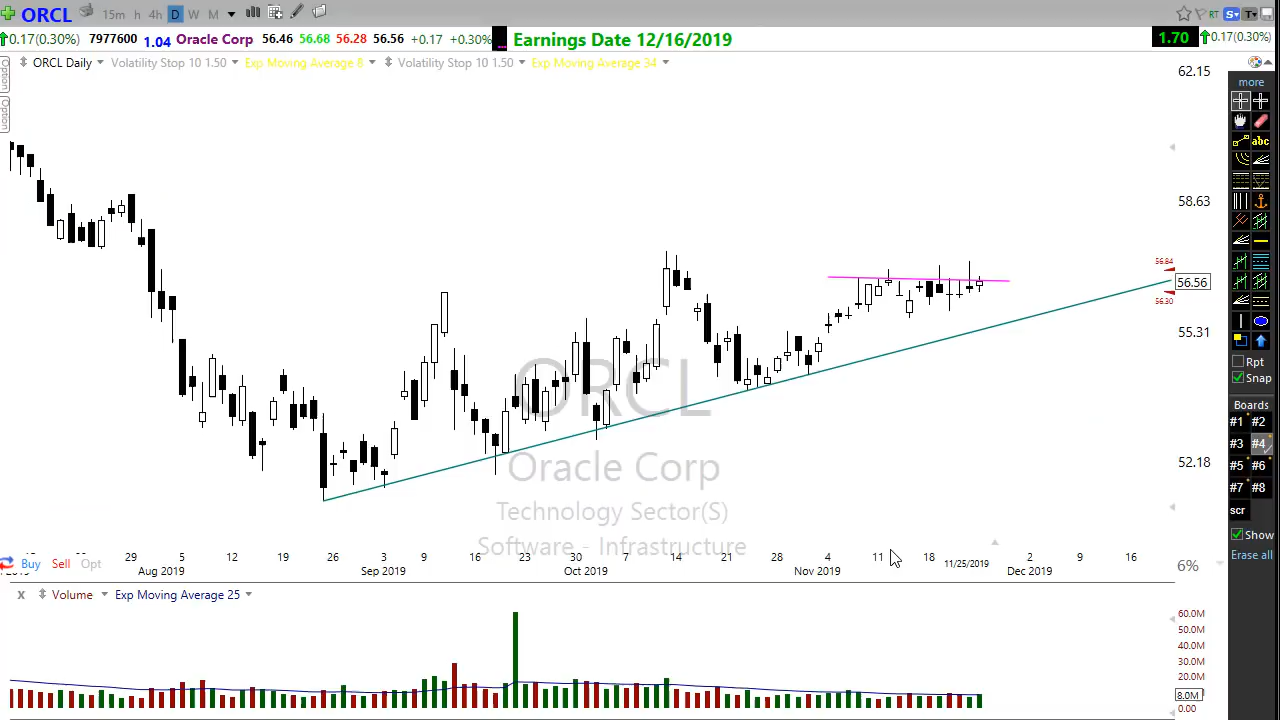 ORCL 15m h 4h D W M RT S T
0.17(0.30%) 7977600 1.04 Oracle Corp 56.46 56.68 56.28 56.56 +0.17 +0.30% Earnings Date 12/16/2019 1.70 0.17(0.30%)
ORCL Daily Volatility Stop 10 1.50 Exp Moving Average 8 Volatility Stop 10 1.50 Exp Moving Average 34
Option
Option
62.15
58.63
56.84
56.56
56.30
55.31
52.18
ORCL
Oracle Corp
Technology Sector(S)
Software - Infrastructure
29 5 12 19 26 3 9 16 23 30 7 14 21 28 4 11 18 11/25/2019 2 9 16
Aug 2019 Sep 2019 Oct 2019 Nov 2019 Dec 2019
Buy Sell Opt
6%
X Volume Exp Moving Average 25
60.0M
50.0M
40.0M
30.0M
20.0M
8.0M
0.00
more
abc
Rpt
Snap
Boards
#1 #2
#3 #4
#5 #6
#7 #8
scr
Show
Erase all